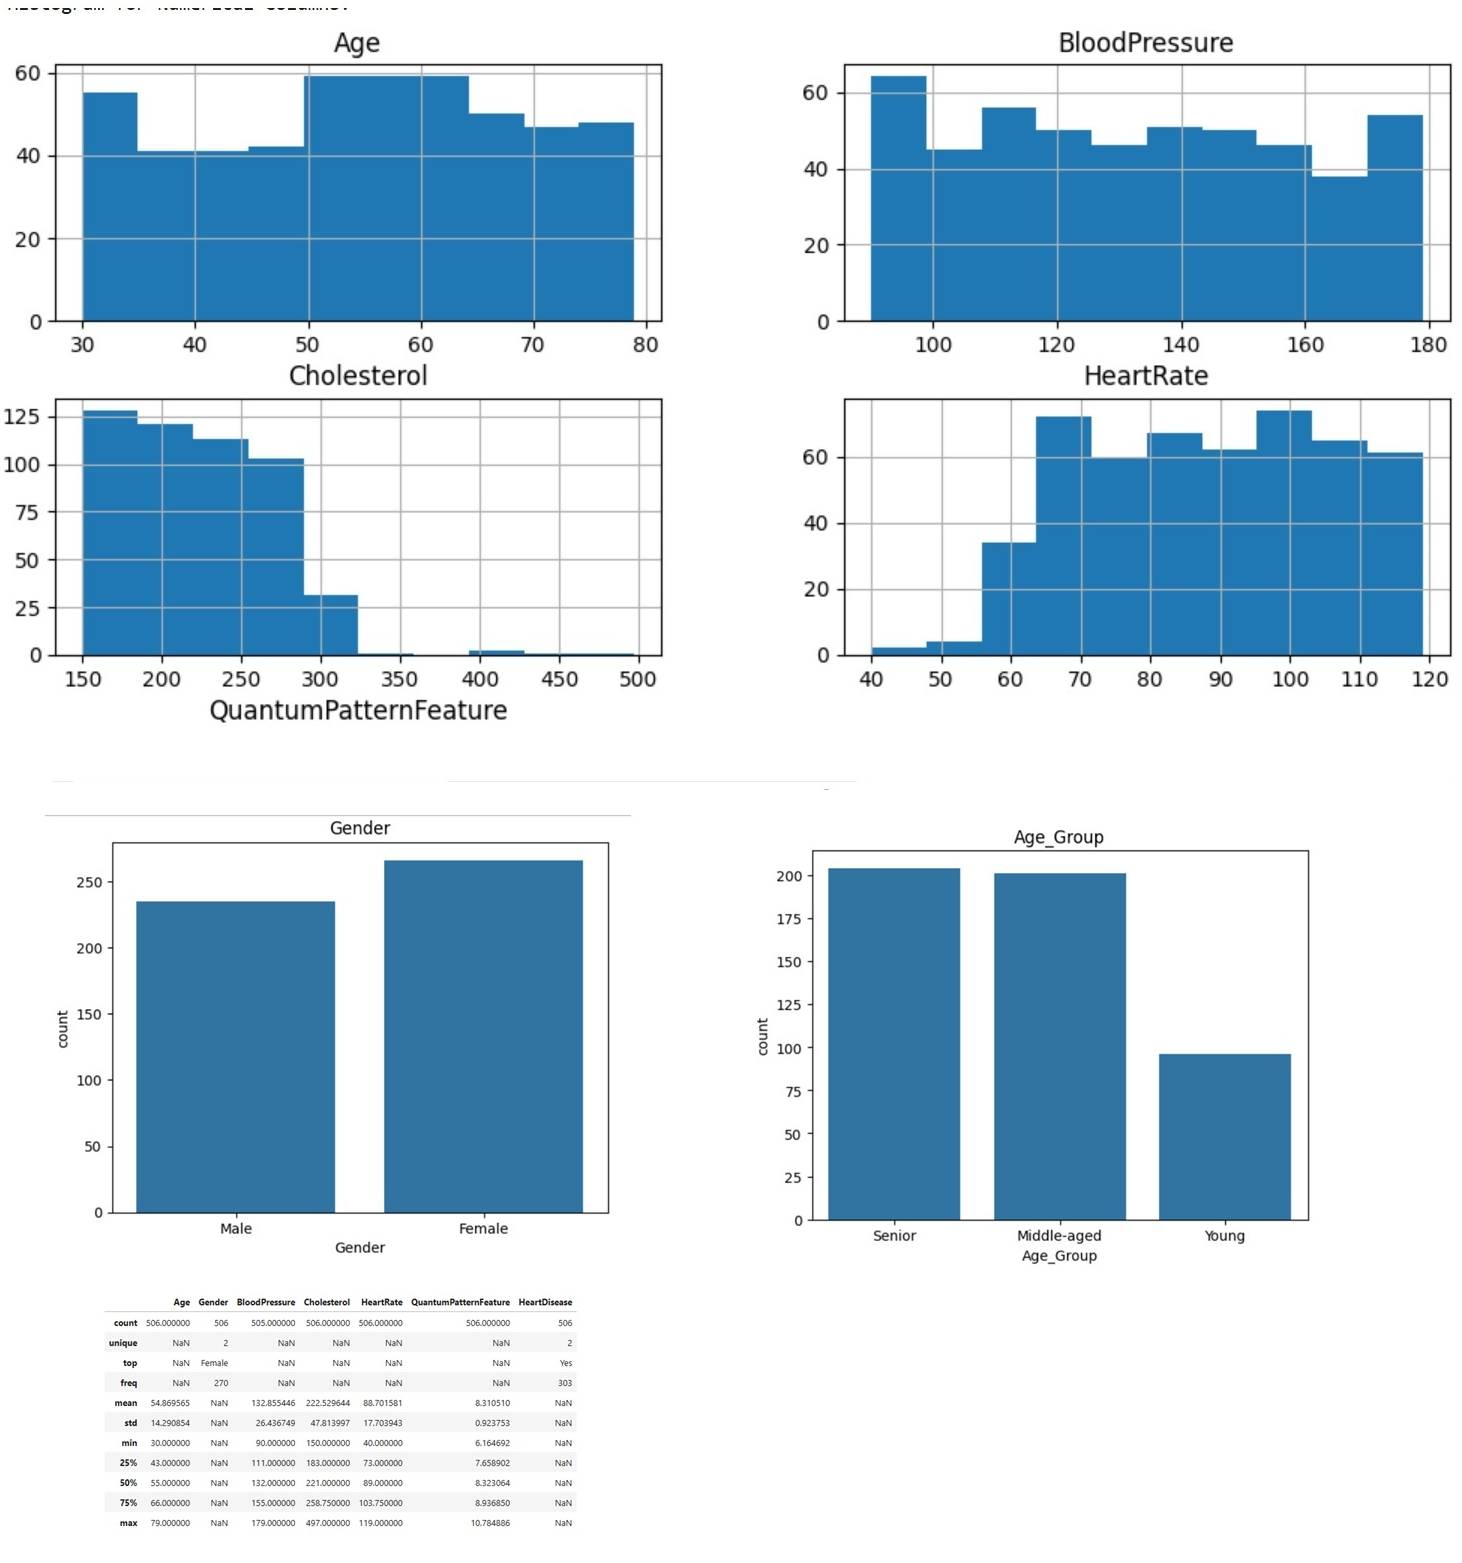 Age
60
40
20
0
30 40 50 60 70 80
BloodPressure
60
40
20
0
100 120 140 160 180
Cholesterol
125
100
75
50
25
0
150 200 250 300 350 400 450 500
HeartRate
60
40
20
0
40 50 60 70 80 90 100 110 120
QuantumPatternFeature
Gender
count
250
200
150
100
50
0
Male Female
Gender
Age_Group
count
200
175
150
125
100
75
50
25
0
Senior Middle-aged Young
Age_Group
Age Gender BloodPressure Cholesterol HeartRate QuantumPatternFeature HeartDisease
count 506.000000 506 505.000000 506.000000 506.000000 506.000000 506
unique NaN 2 NaN NaN NaN NaN 2
top NaN Female NaN NaN NaN NaN Yes
freq NaN 270 NaN NaN NaN NaN 303
mean 54.869565 NaN 132.855446 222.529644 88.701581 8.310510 NaN
std 14.290854 NaN 26.436749 47.813997 17.703943 0.923753 NaN
min 30.000000 NaN 90.000000 150.000000 40.000000 6.164692 NaN
25% 43.000000 NaN 111.000000 183.000000 73.000000 7.658902 NaN
50% 55.000000 NaN 132.000000 221.000000 89.000000 8.323064 NaN
75% 66.000000 NaN 155.000000 258.750000 103.750000 8.936850 NaN
max 79.000000 NaN 179.000000 497.000000 119.000000 10.784886 NaN